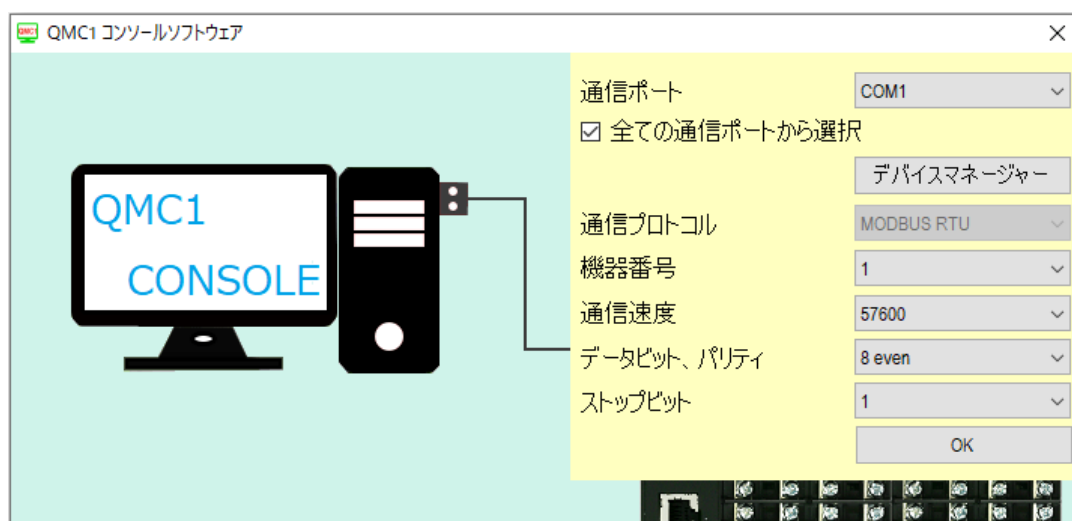 QMC1 コンソールソフトウェア
QMC1
CONSOLE
通信ポート COM1
全ての通信ポートから選択
デバイスマネージャー
通信プロトコル MODBUS RTU
機器番号 1
通信速度 57600
データビット、パリティ 8 even
ストップビット 1
OK